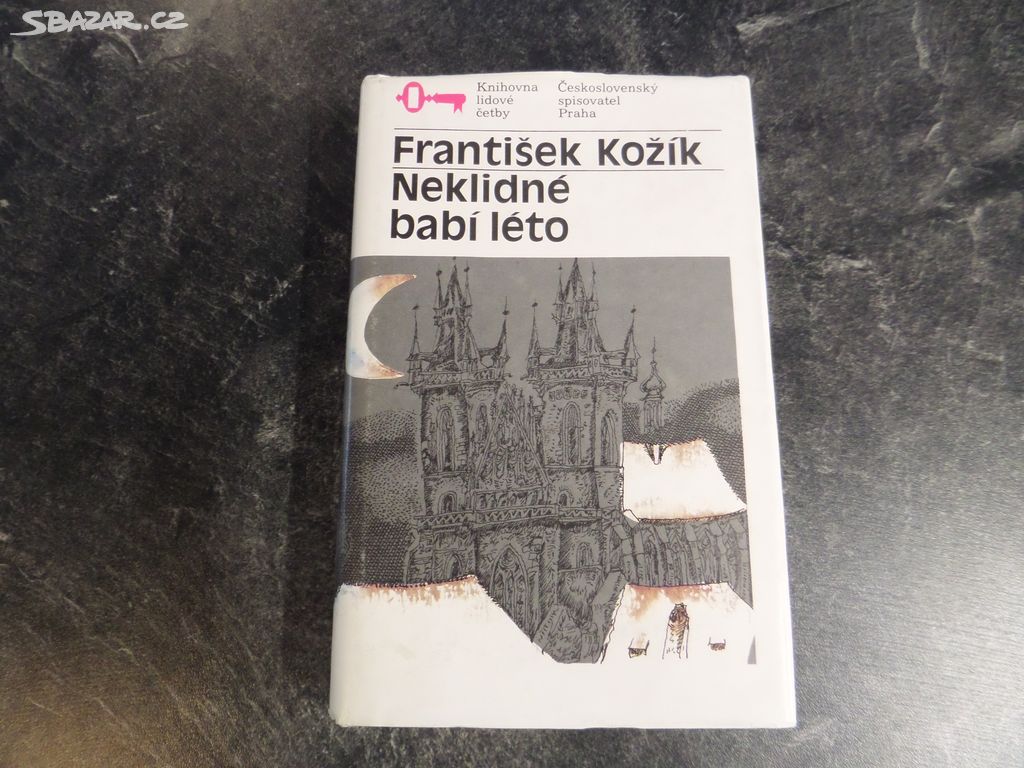 SBAZAR.CZ
Knihovna
lidové
četby
Československý
spisovatel
Praha
František Kožík
Neklidné
babí léto